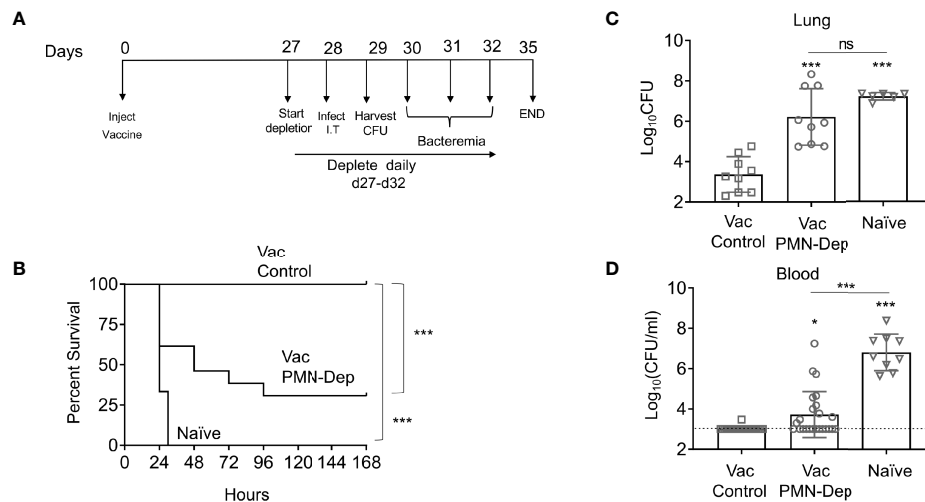 A
Days
0 27 28 29 30 31 32 35
Inject
Vaccine
Start
depletion
Infect
I.T
Harvest
CFU
Bacteremia
END
Deplete daily
d27-d32
B
Percent Survival
100
50
0
Vac
Control
Vac
PMN-Dep
Naïve
***
***
0 24 48 72 96 120 144 168
Hours
C
Lung
Log10CFU
10
8
6
4
2
ns
***
***
Vac
Control
Vac
PMN-Dep
Naïve
D
Blood
Log10(CFU/ml)
10
8
6
4
2
***
*
***
Vac
Control
Vac
PMN-Dep
Naïve